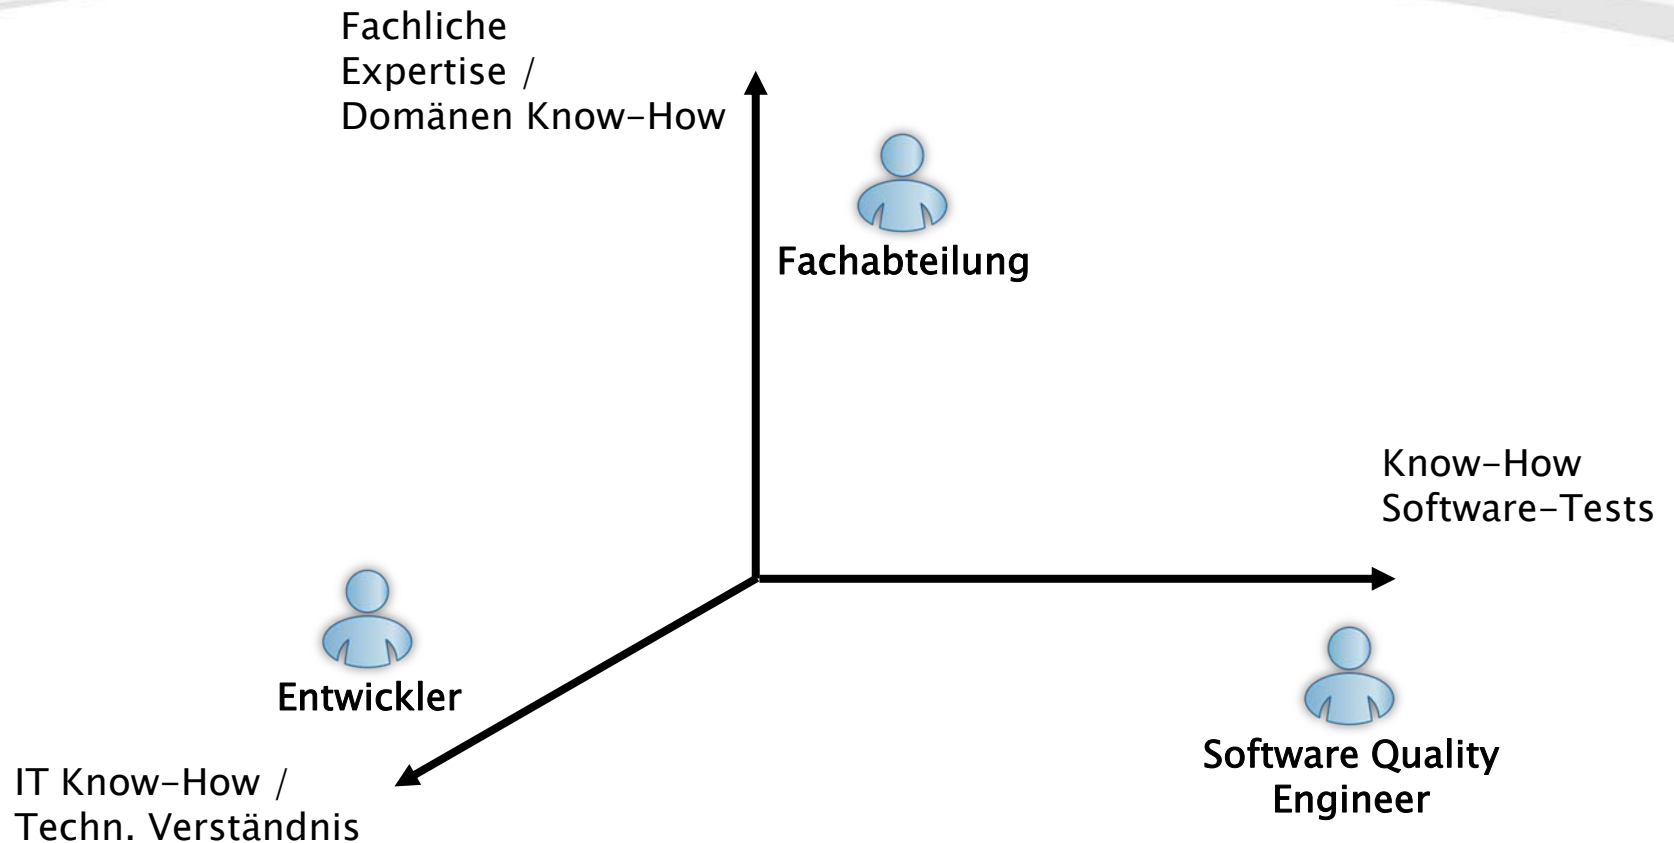 Fachliche
Expertise /
Domänen Know-How
Fachabteilung
Know-How
Software-Tests
Entwickler
Software Quality
Engineer
IT Know-How /
Techn. Verständnis